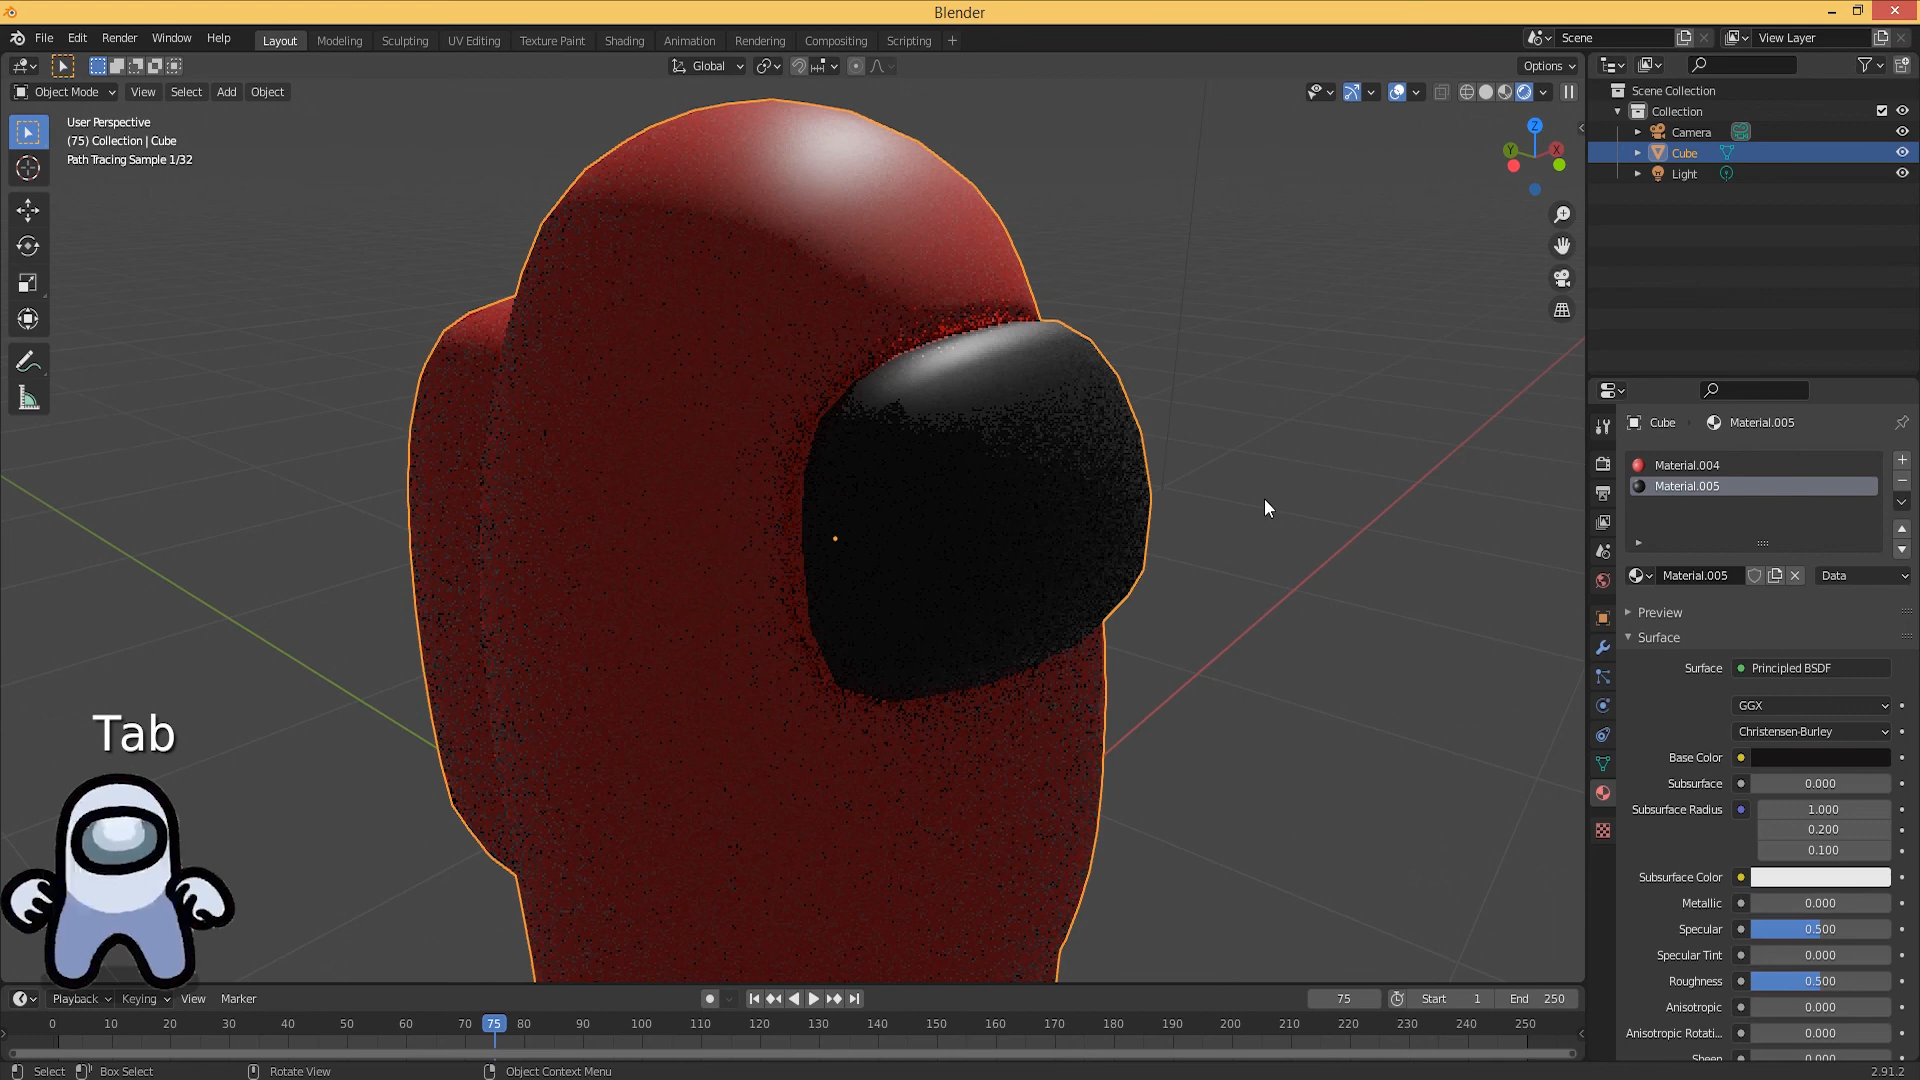 Blender
File Edit Render Window Help
Layout Modeling Sculpting UV Editing Texture Paint Shading Animation Rendering Compositing Scripting +
Scene
View Layer
Global
Options
Object Mode View Select Add Object
User Perspective
(75) Collection | Cube
Path Tracing Sample 1/32
Z
Y
X
Scene Collection
Collection
Camera
Cube
Light
Cube
Material.005
Material.004
Material.005
Material.005
Data
Preview
Surface
Surface Principled BSDF
GGX
Christensen-Burley
Base Color
Subsurface 0.000
Subsurface Radius 1.000
0.200
0.100
Subsurface Color
Metallic 0.000
Specular 0.500
Specular Tint 0.000
Roughness 0.500
Anisotropic 0.000
Anisotropic Rotati... 0.000
Sheen 0.000
Tab
Playback Keying View Marker
75
Start 1
End 250
0 10 20 30 40 50 60 70 75 80 90 100 110 120 130 140 150 160 170 180 190 200 210 220 230 240 250
Select Box Select Rotate View Object Context Menu
2.91.2